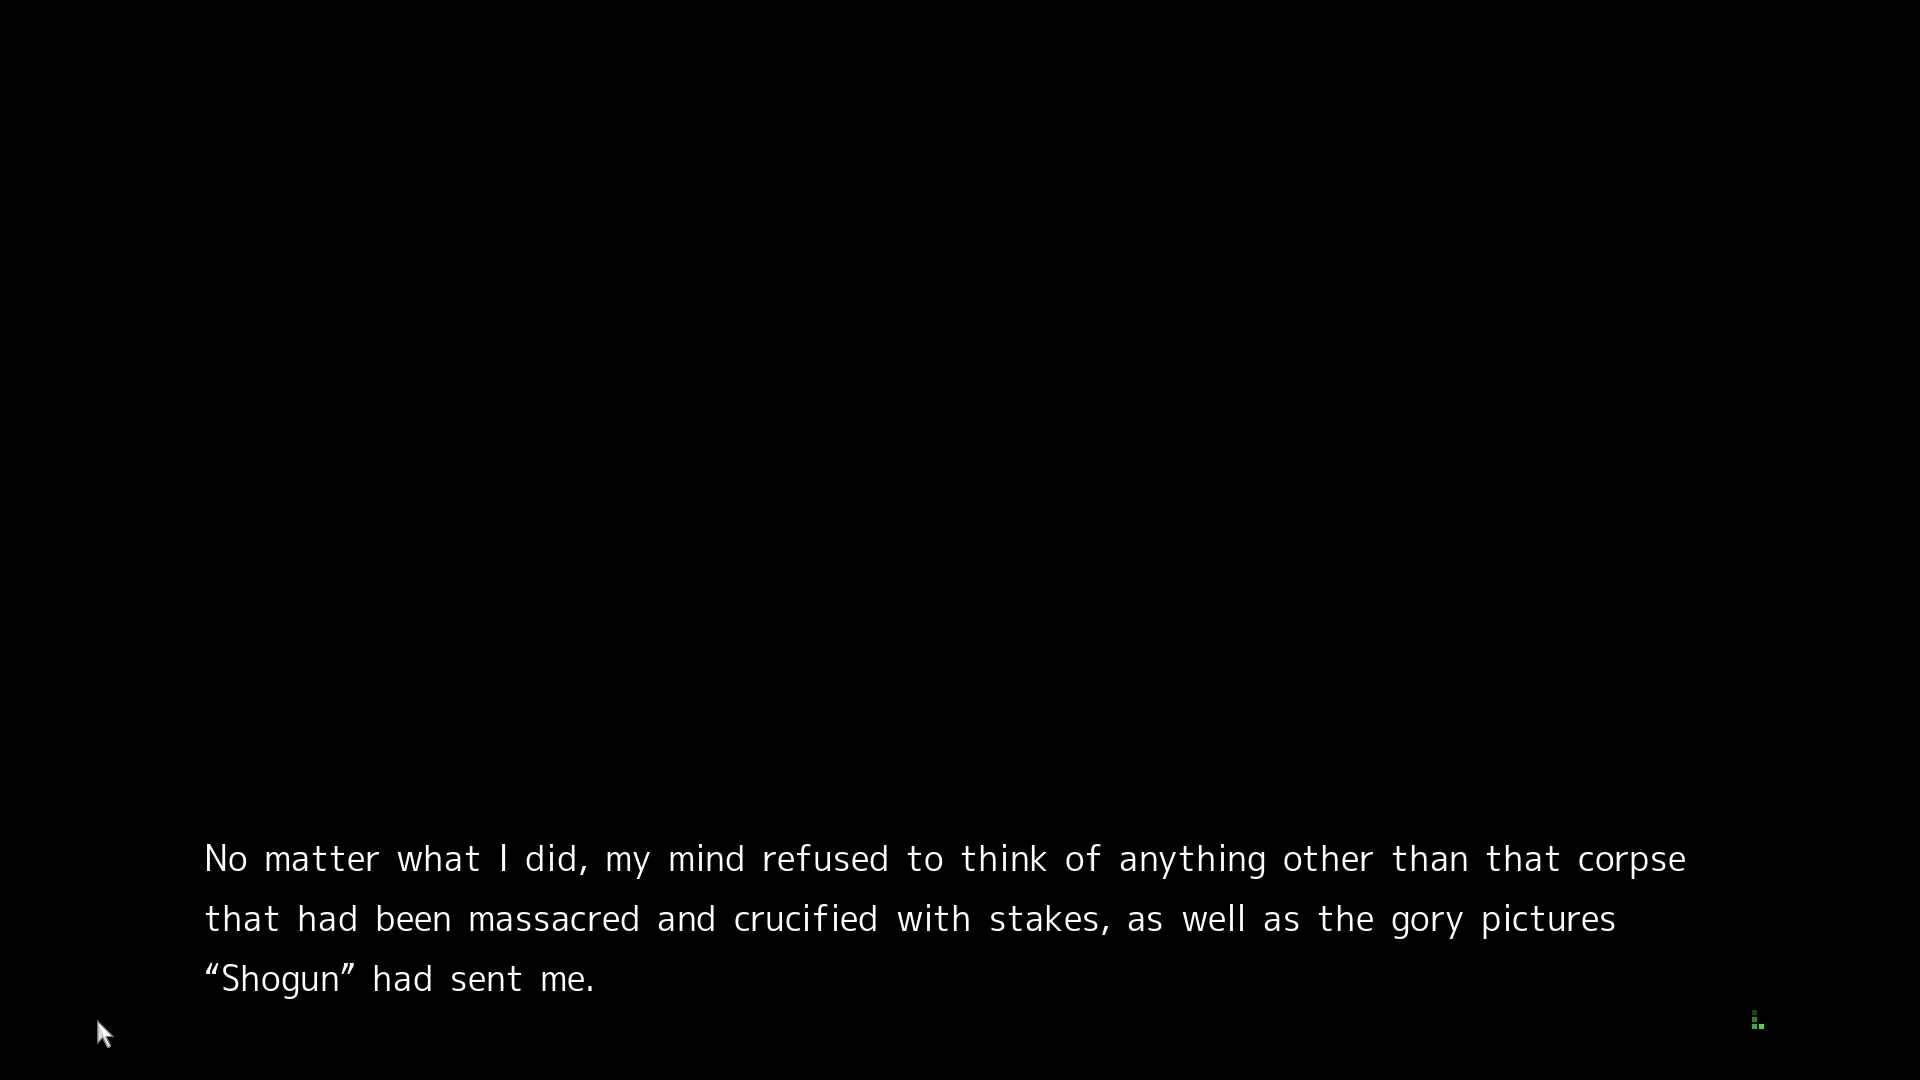 No matter what I did, my mind refused to think of anything other than that corpse
that had been massacred and crucified with stakes, as well as the gory pictures
“Shogun” had sent me.